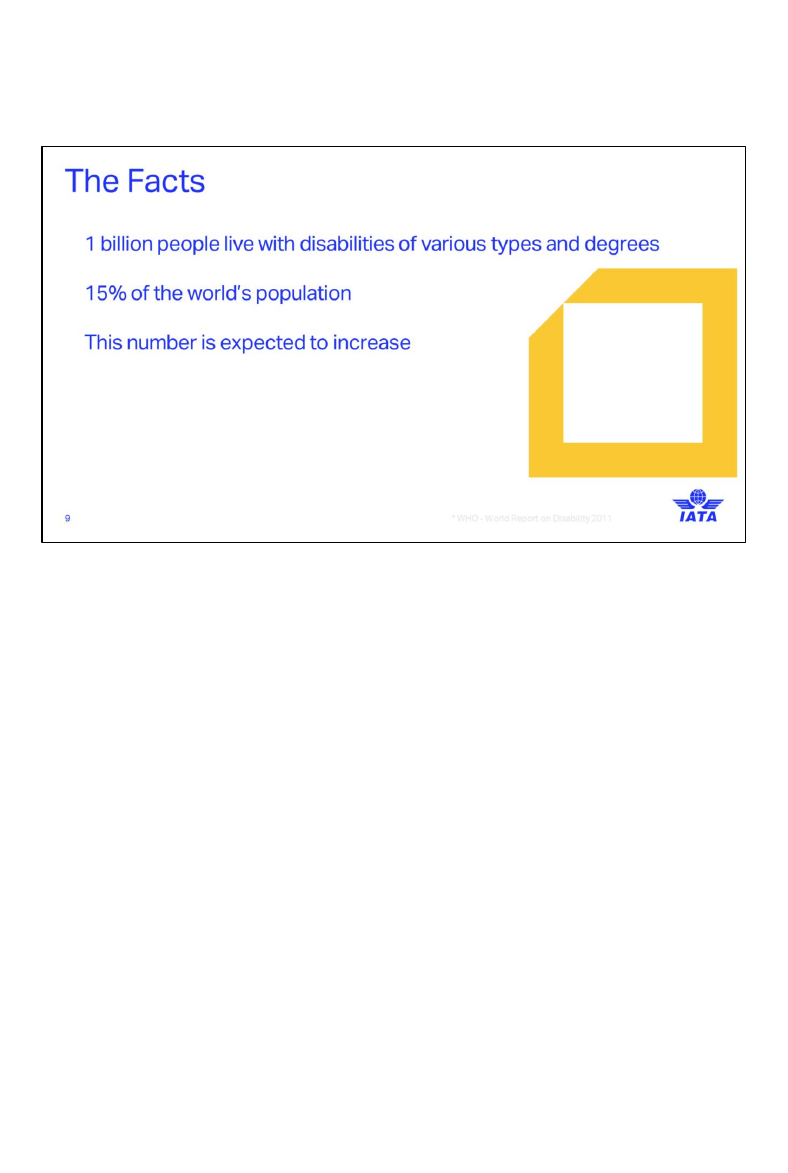 The Facts
1 billion people live with disabilities of various types and degrees
15% of the world's population
This number is expected to increase
9
* WHO - World Report on Disability 2011
IATA